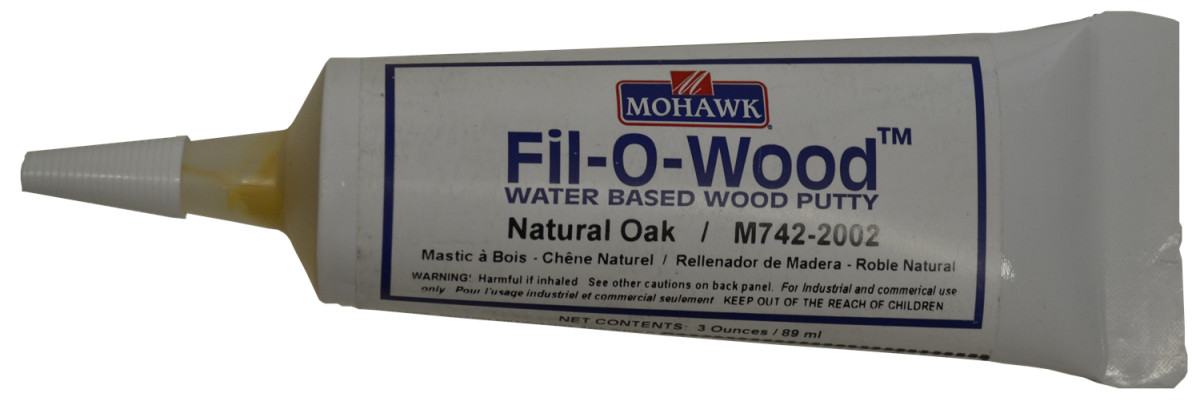 MOHAWK®
Fil-O-Wood™
WATER BASED WOOD PUTTY
Natural Oak / M742-2002
Mastic à Bois - Chêne Naturel / Rellenador de Madera - Roble Natural
WARNING! Harmful if inhaled See other cautions on back panel. For Industrial and commerical use
only Pour l'usage industriel et commercial seulement KEEP OUT OF THE REACH OF CHILDREN
NET CONTENTS: 3 Ounces / 89 ml